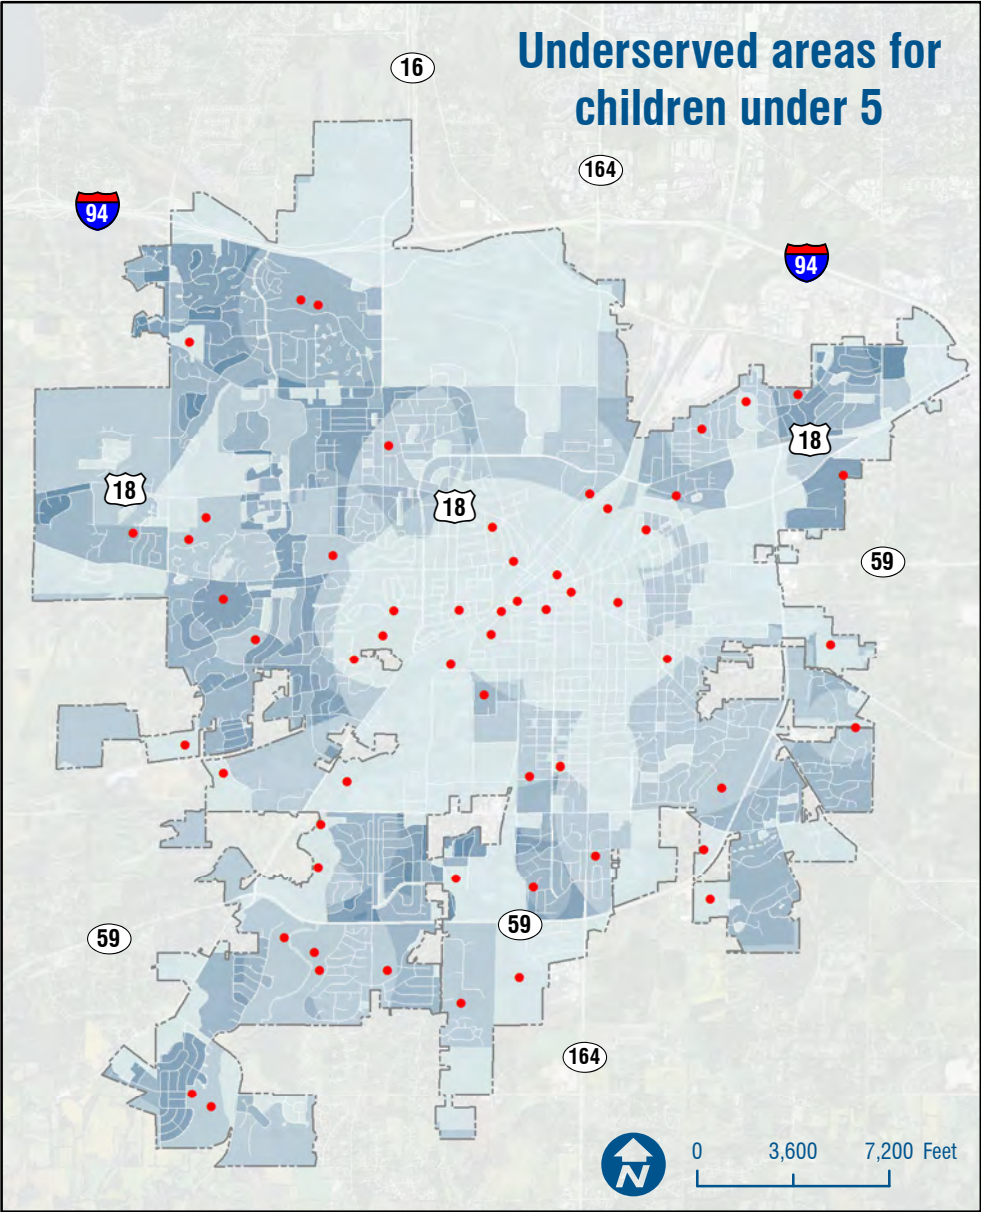 Underserved areas for
children under 5
16
164
94
94
18
18
18
59
59
59
164
N
0 3,600 7,200 Feet